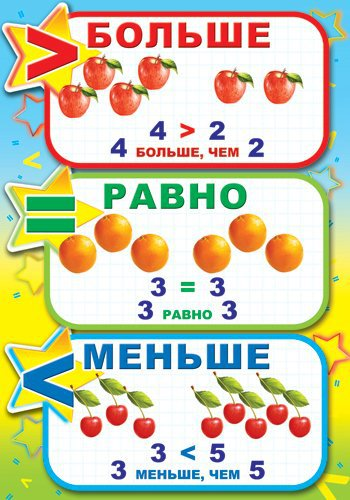 >
БОЛЬШЕ
4 > 2
4 БОЛЬШЕ, ЧЕМ 2
=
РАВНО
3 = 3
3 РАВНО 3
<
МЕНЬШЕ
3 < 5
3 МЕНЬШЕ, ЧЕМ 5